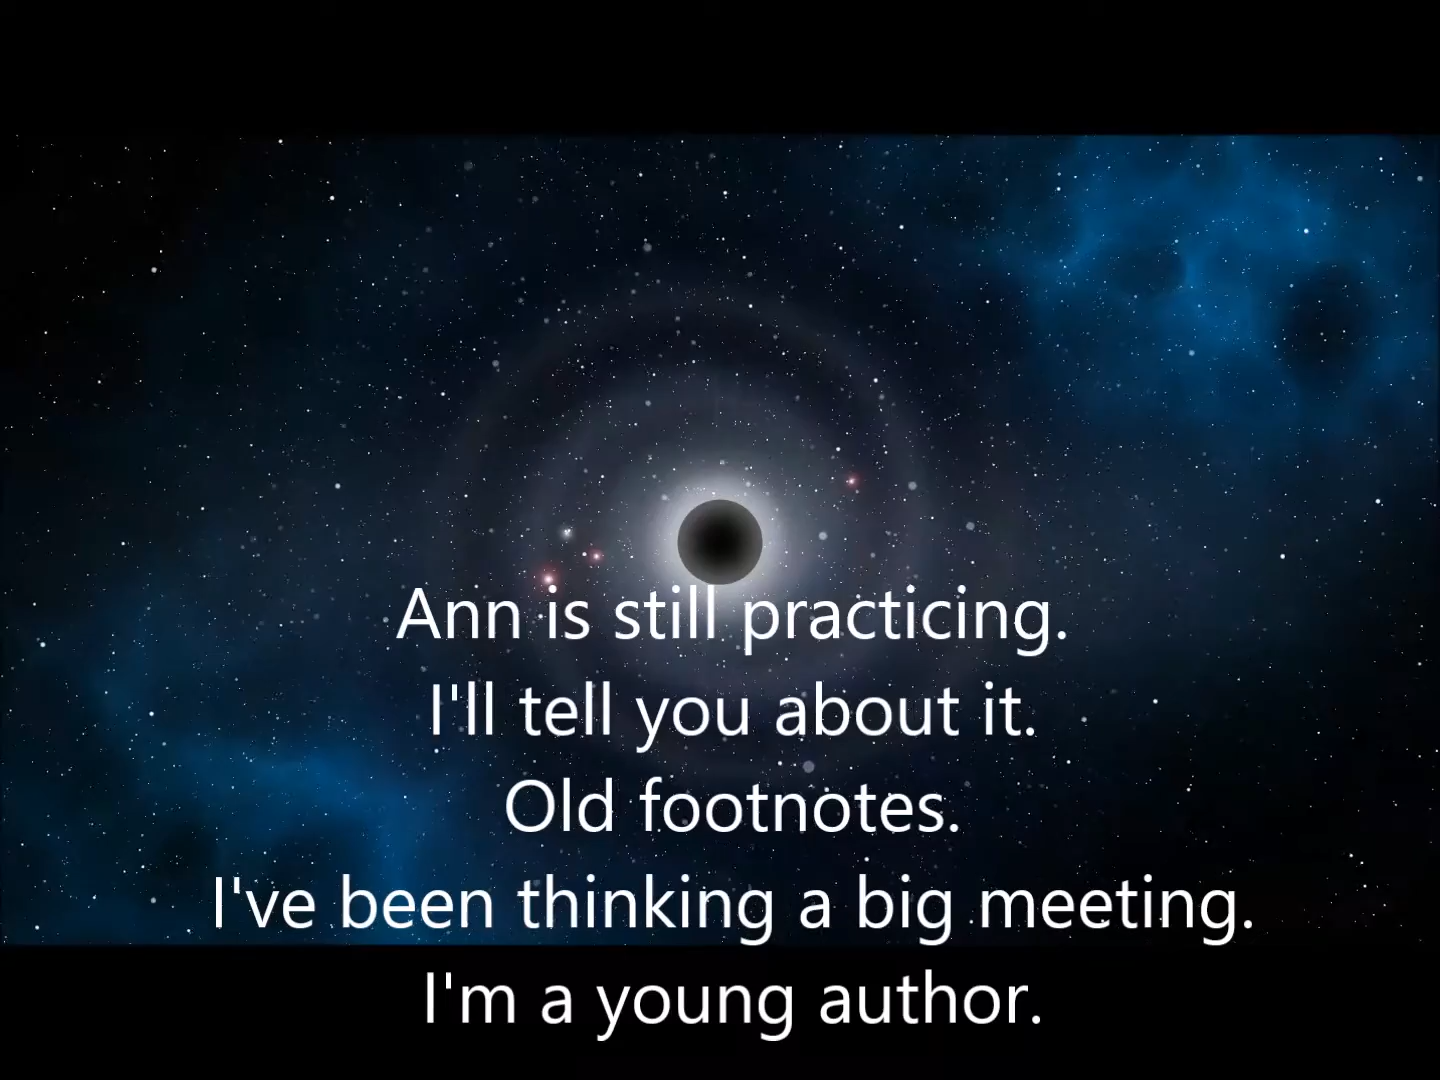 Ann is still practicing.
I'll tell you about it.
Old footnotes.
I've been thinking a big meeting.
I'm a young author.